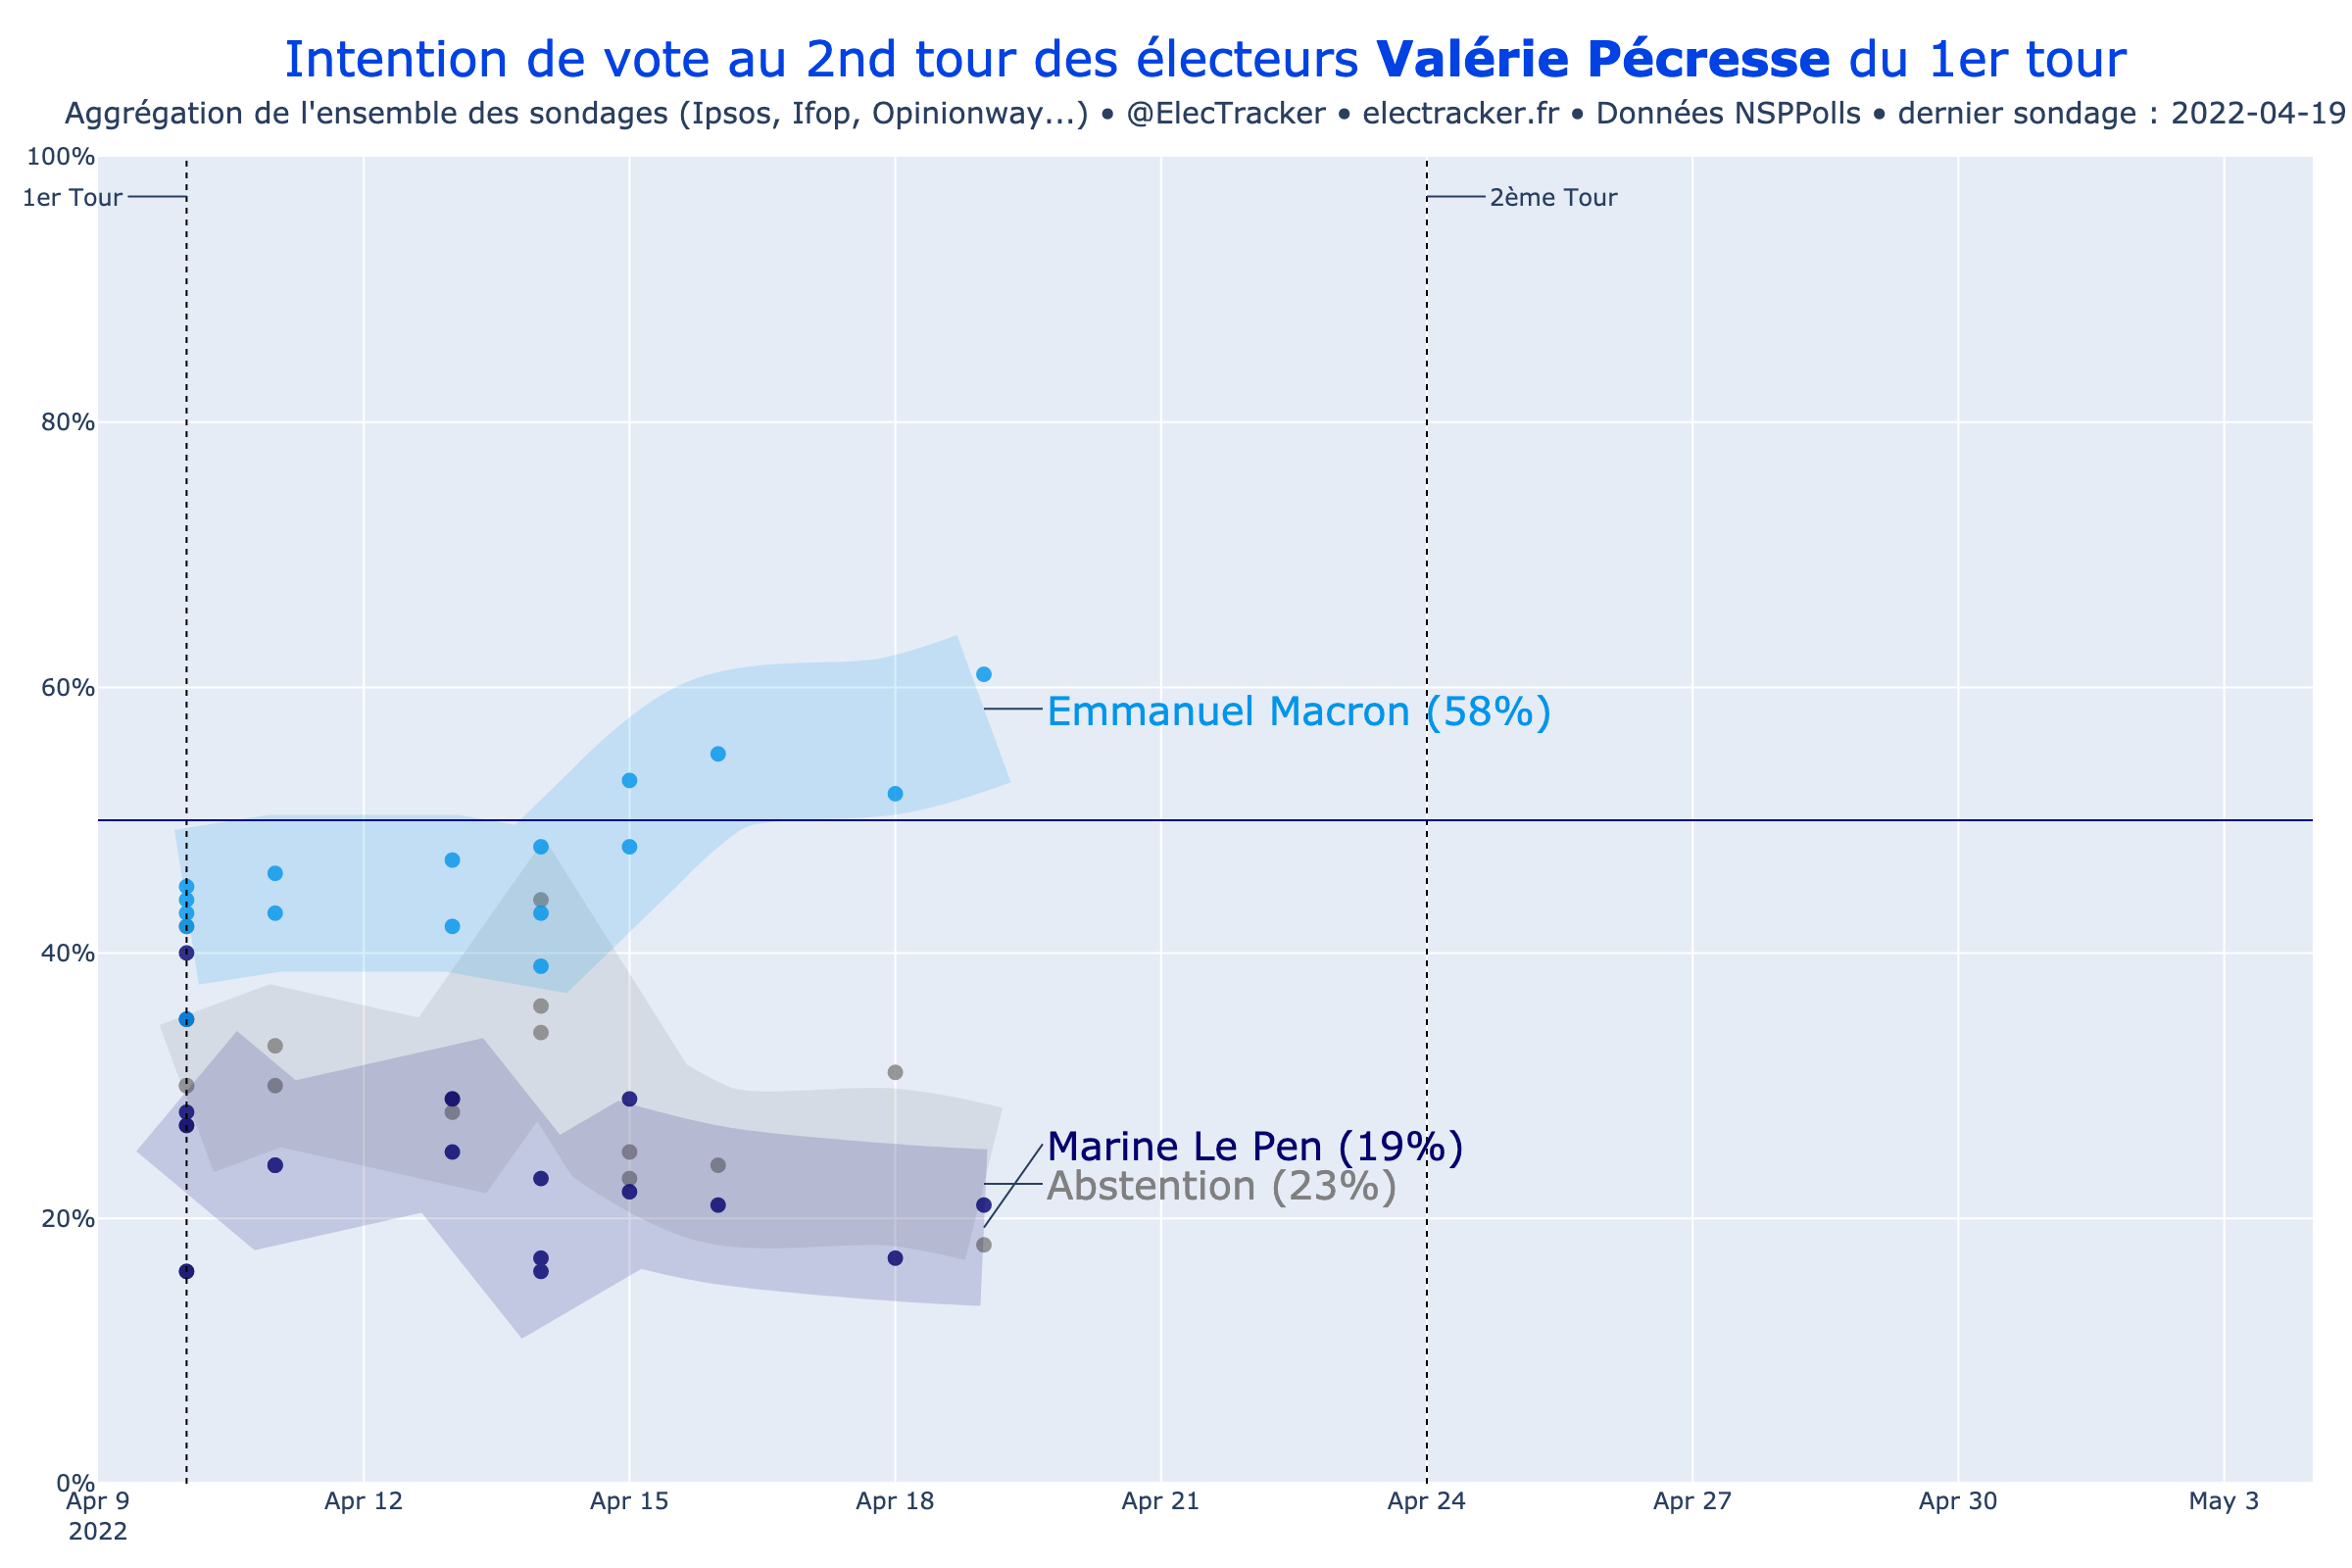 Intention de vote au 2nd tour des électeurs Valérie Pécresse du 1er tour
Aggrégation de l'ensemble des sondages (Ipsos, Ifop, Opinionway...) • @ElecTracker • electracker.fr • Données NSPPolls • dernier sondage : 2022-04-19
100%
1er Tour
2ème Tour
80%
60%
Emmanuel Macron (58%)
40%
Marine Le Pen (19%)
Abstention (23%)
20%
0%
Apr 9
2022
Apr 12
Apr 15
Apr 18
Apr 21
Apr 24
Apr 27
Apr 30
May 3